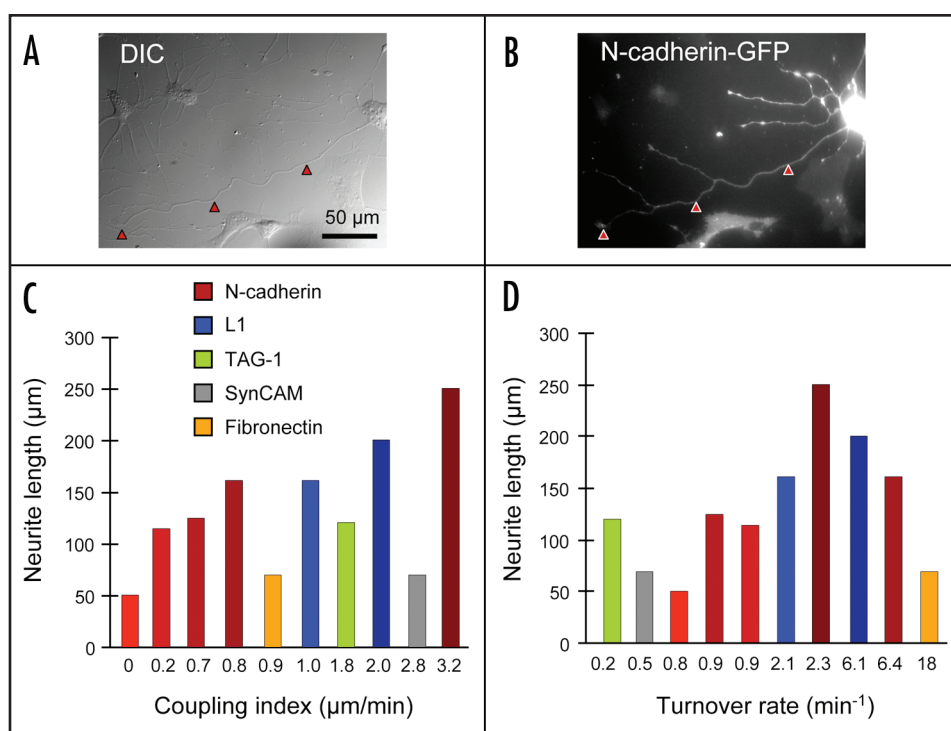 A
DIC
50 μm
B
N-cadherin-GFP
C
N-cadherin
L1
TAG-1
SynCAM
Fibronectin
Neurite length (μm)
300
250
200
150
100
50
0
0 0.2 0.7 0.8 0.9 1.0 1.8 2.0 2.8 3.2
Coupling index (μm/min)
D
Neurite length (μm)
300
250
200
150
100
50
0
0.2 0.5 0.8 0.9 0.9 2.1 2.3 6.1 6.4 18
Turnover rate (min⁻¹)